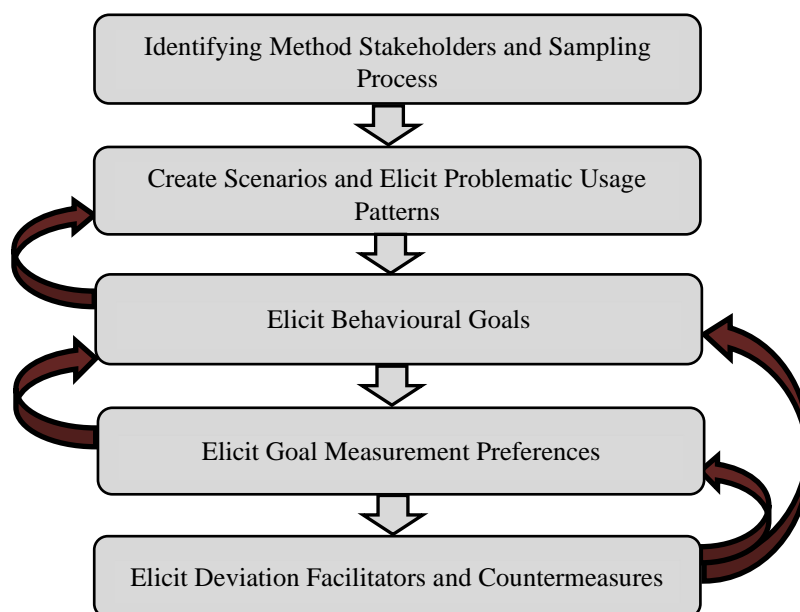 Identifying Method Stakeholders and Sampling
Process
Create Scenarios and Elicit Problematic Usage
Patterns
Elicit Behavioural Goals
Elicit Goal Measurement Preferences
Elicit Deviation Facilitators and Countermeasures